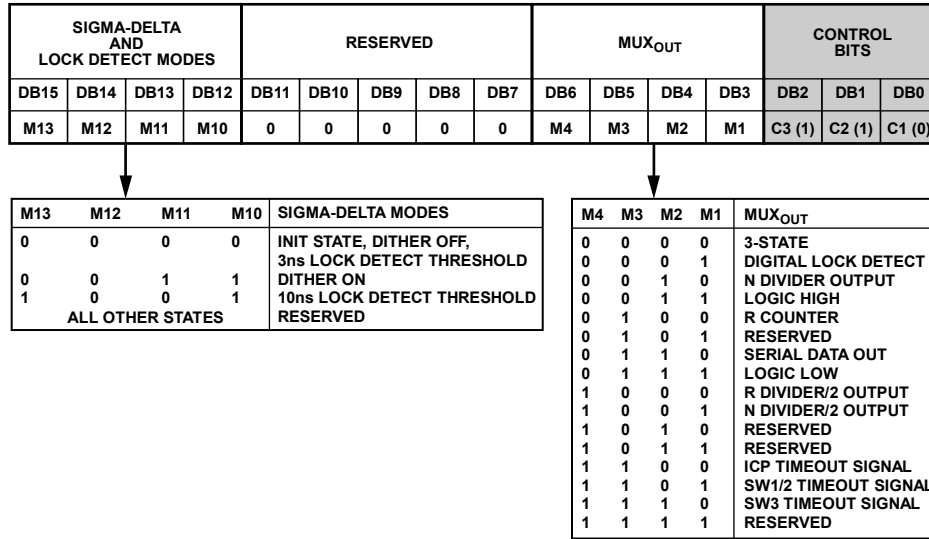 SIGMA-DELTA AND LOCK DETECT MODES RESERVED MUXOUT CONTROL BITS
DB15 DB14 DB13 DB12 DB11 DB10 DB9 DB8 DB7 DB6 DB5 DB4 DB3 DB2 DB1 DB0
M13 M12 M11 M10 0 0 0 0 0 M4 M3 M2 M1 C3 (1) C2 (1) C1 (0)
M13 M12 M11 M10 SIGMA-DELTA MODES
0 0 0 0 INIT STATE, DITHER OFF,
3ns LOCK DETECT THRESHOLD
0 0 1 1 DITHER ON
1 0 0 1 10ns LOCK DETECT THRESHOLD
ALL OTHER STATES RESERVED
M4 M3 M2 M1 MUXOUT
0 0 0 0 3-STATE
0 0 0 1 DIGITAL LOCK DETECT
0 0 1 0 N DIVIDER OUTPUT
0 0 1 1 LOGIC HIGH
0 1 0 0 R COUNTER
0 1 0 1 RESERVED
0 1 1 0 SERIAL DATA OUT
0 1 1 1 LOGIC LOW
1 0 0 0 R DIVIDER/2 OUTPUT
1 0 0 1 N DIVIDER/2 OUTPUT
1 0 1 0 RESERVED
1 0 1 1 RESERVED
1 1 0 0 ICP TIMEOUT SIGNAL
1 1 0 1 SW1/2 TIMEOUT SIGNAL
1 1 1 0 SW3 TIMEOUT SIGNAL
1 1 1 1 RESERVED